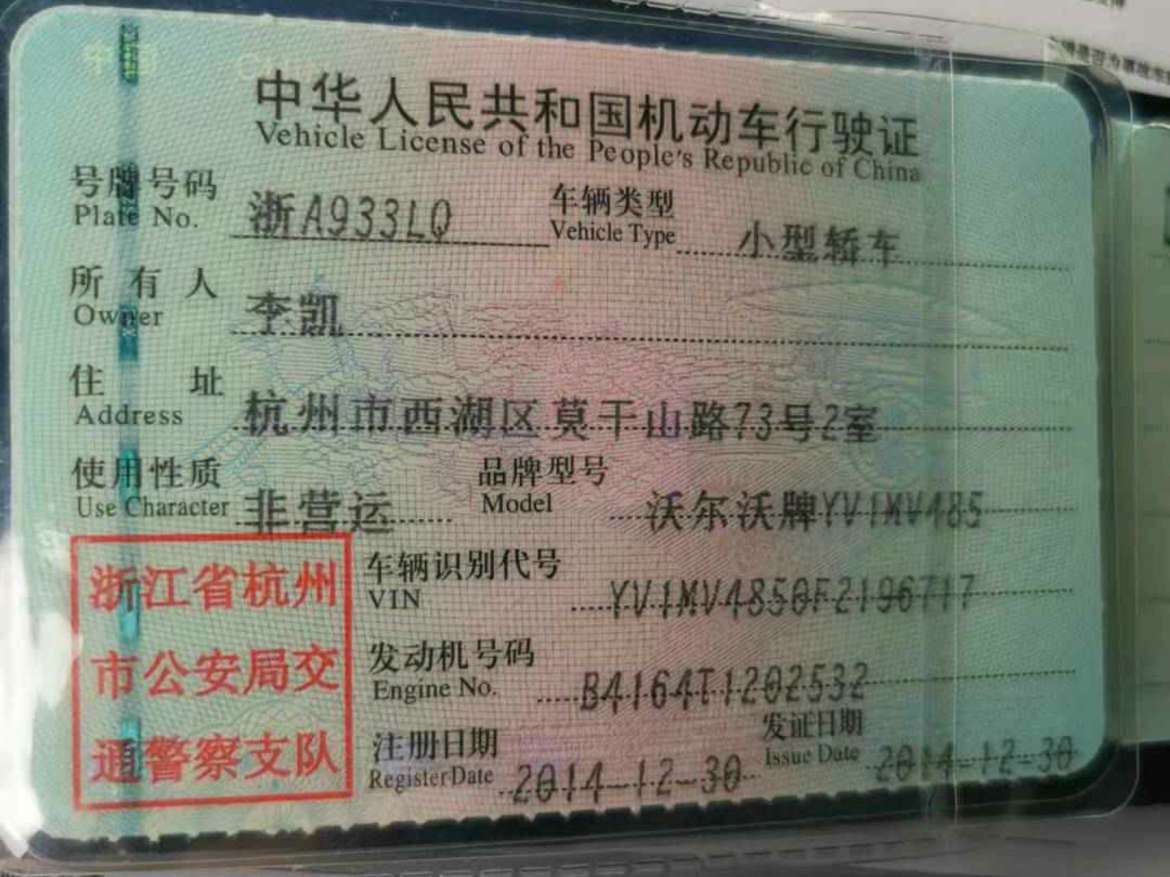 中华人民共和国机动车行驶证
Vehicle License of the People's Republic of China
号牌号码 浙A933LQ 车辆类型 小型轿车
Plate No. Vehicle Type
所有人 李凯
Owner
住址 杭州市西湖区莫干山路73号2室
Address
使用性质 非营运 品牌型号 沃尔沃牌YV1MV485
Use Character Model
浙江省杭州
市公安局交
通警察支队
车辆识别代号 YV1MV4850F2196717
VIN
发动机号码 B4164T1202532
Engine No.
注册日期 2014-12-30 发证日期 2014-12-30
Register Date Issue Date